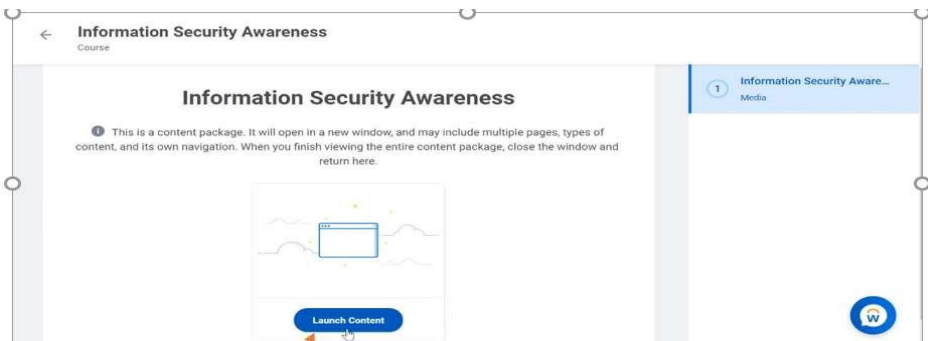 Information Security Awareness
Course
Information Security Awareness
This is a content package. It will open in a new window, and may include multiple pages, types of
content, and its own navigation. When you finish viewing the entire content package, close the window and
return here.
Launch Content
1
Information Security Aware...
Media
w